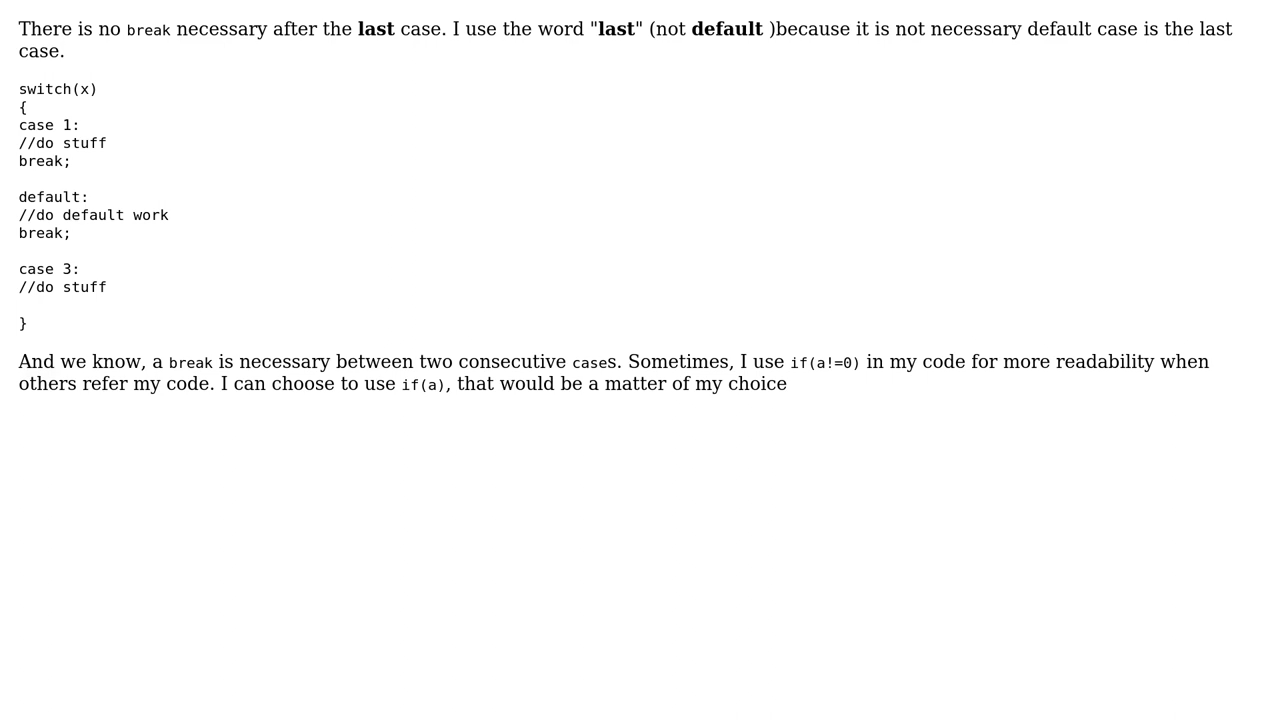 There is no break necessary after the last case. I use the word "last" (not default )because it is not necessary default case is the last
case.
switch(x)
{
case 1:
//do stuff
break;
default:
//do default work
break;
case 3:
//do stuff
}
And we know, a break is necessary between two consecutive cases. Sometimes, I use if(a!=0) in my code for more readability when
others refer my code. I can choose to use if(a), that would be a matter of my choice